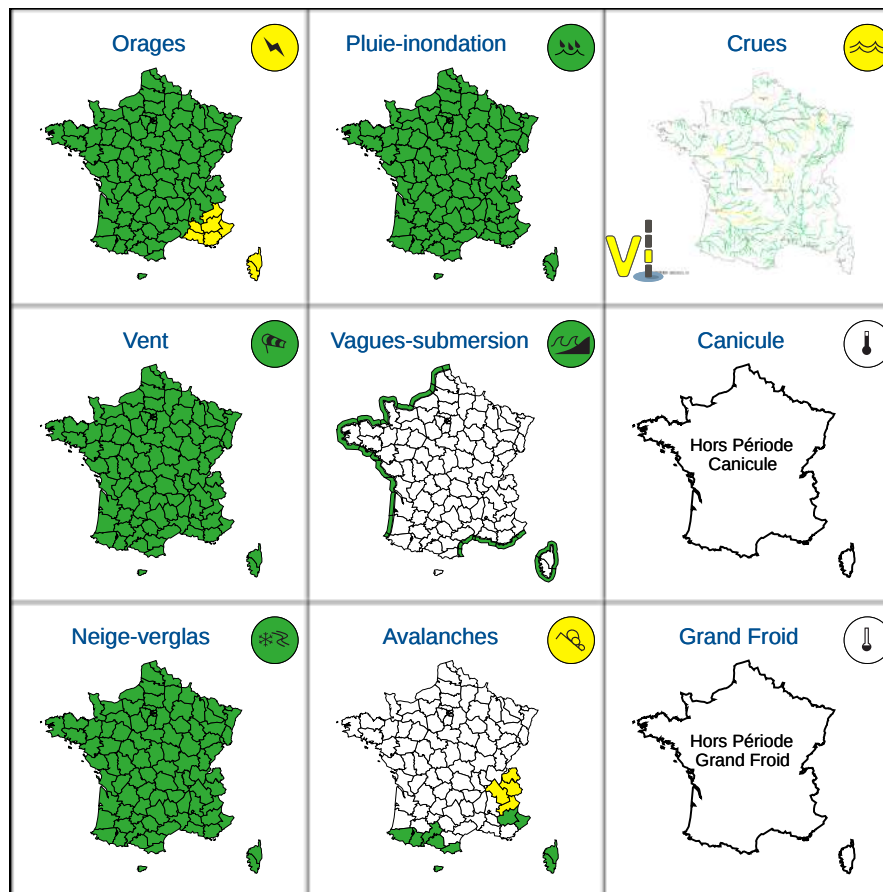 Orages
Pluie-inondation
Crues
Vi
Vent
Vagues-submersion
Canicule
Hors Période
Canicule
Neige-verglas
Avalanches
Grand Froid
Hors Période
Grand Froid